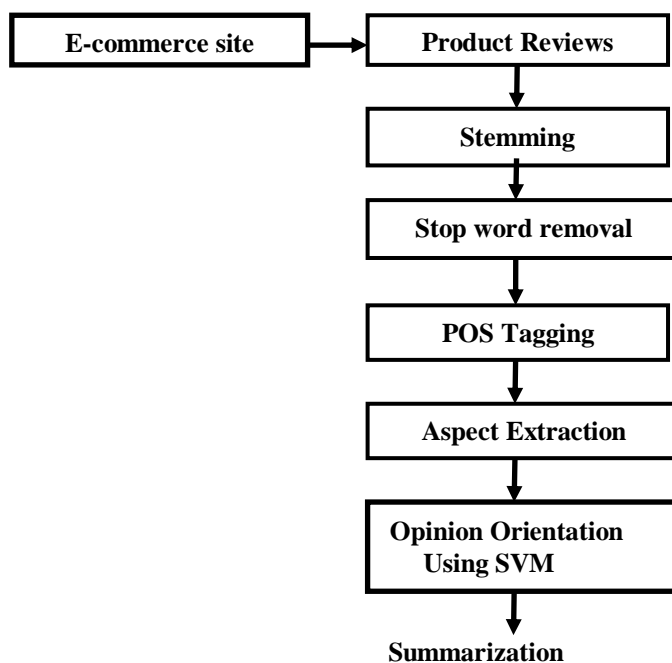 E-commerce site
Product Reviews
Stemming
Stop word removal
POS Tagging
Aspect Extraction
Opinion Orientation
Using SVM
Summarization